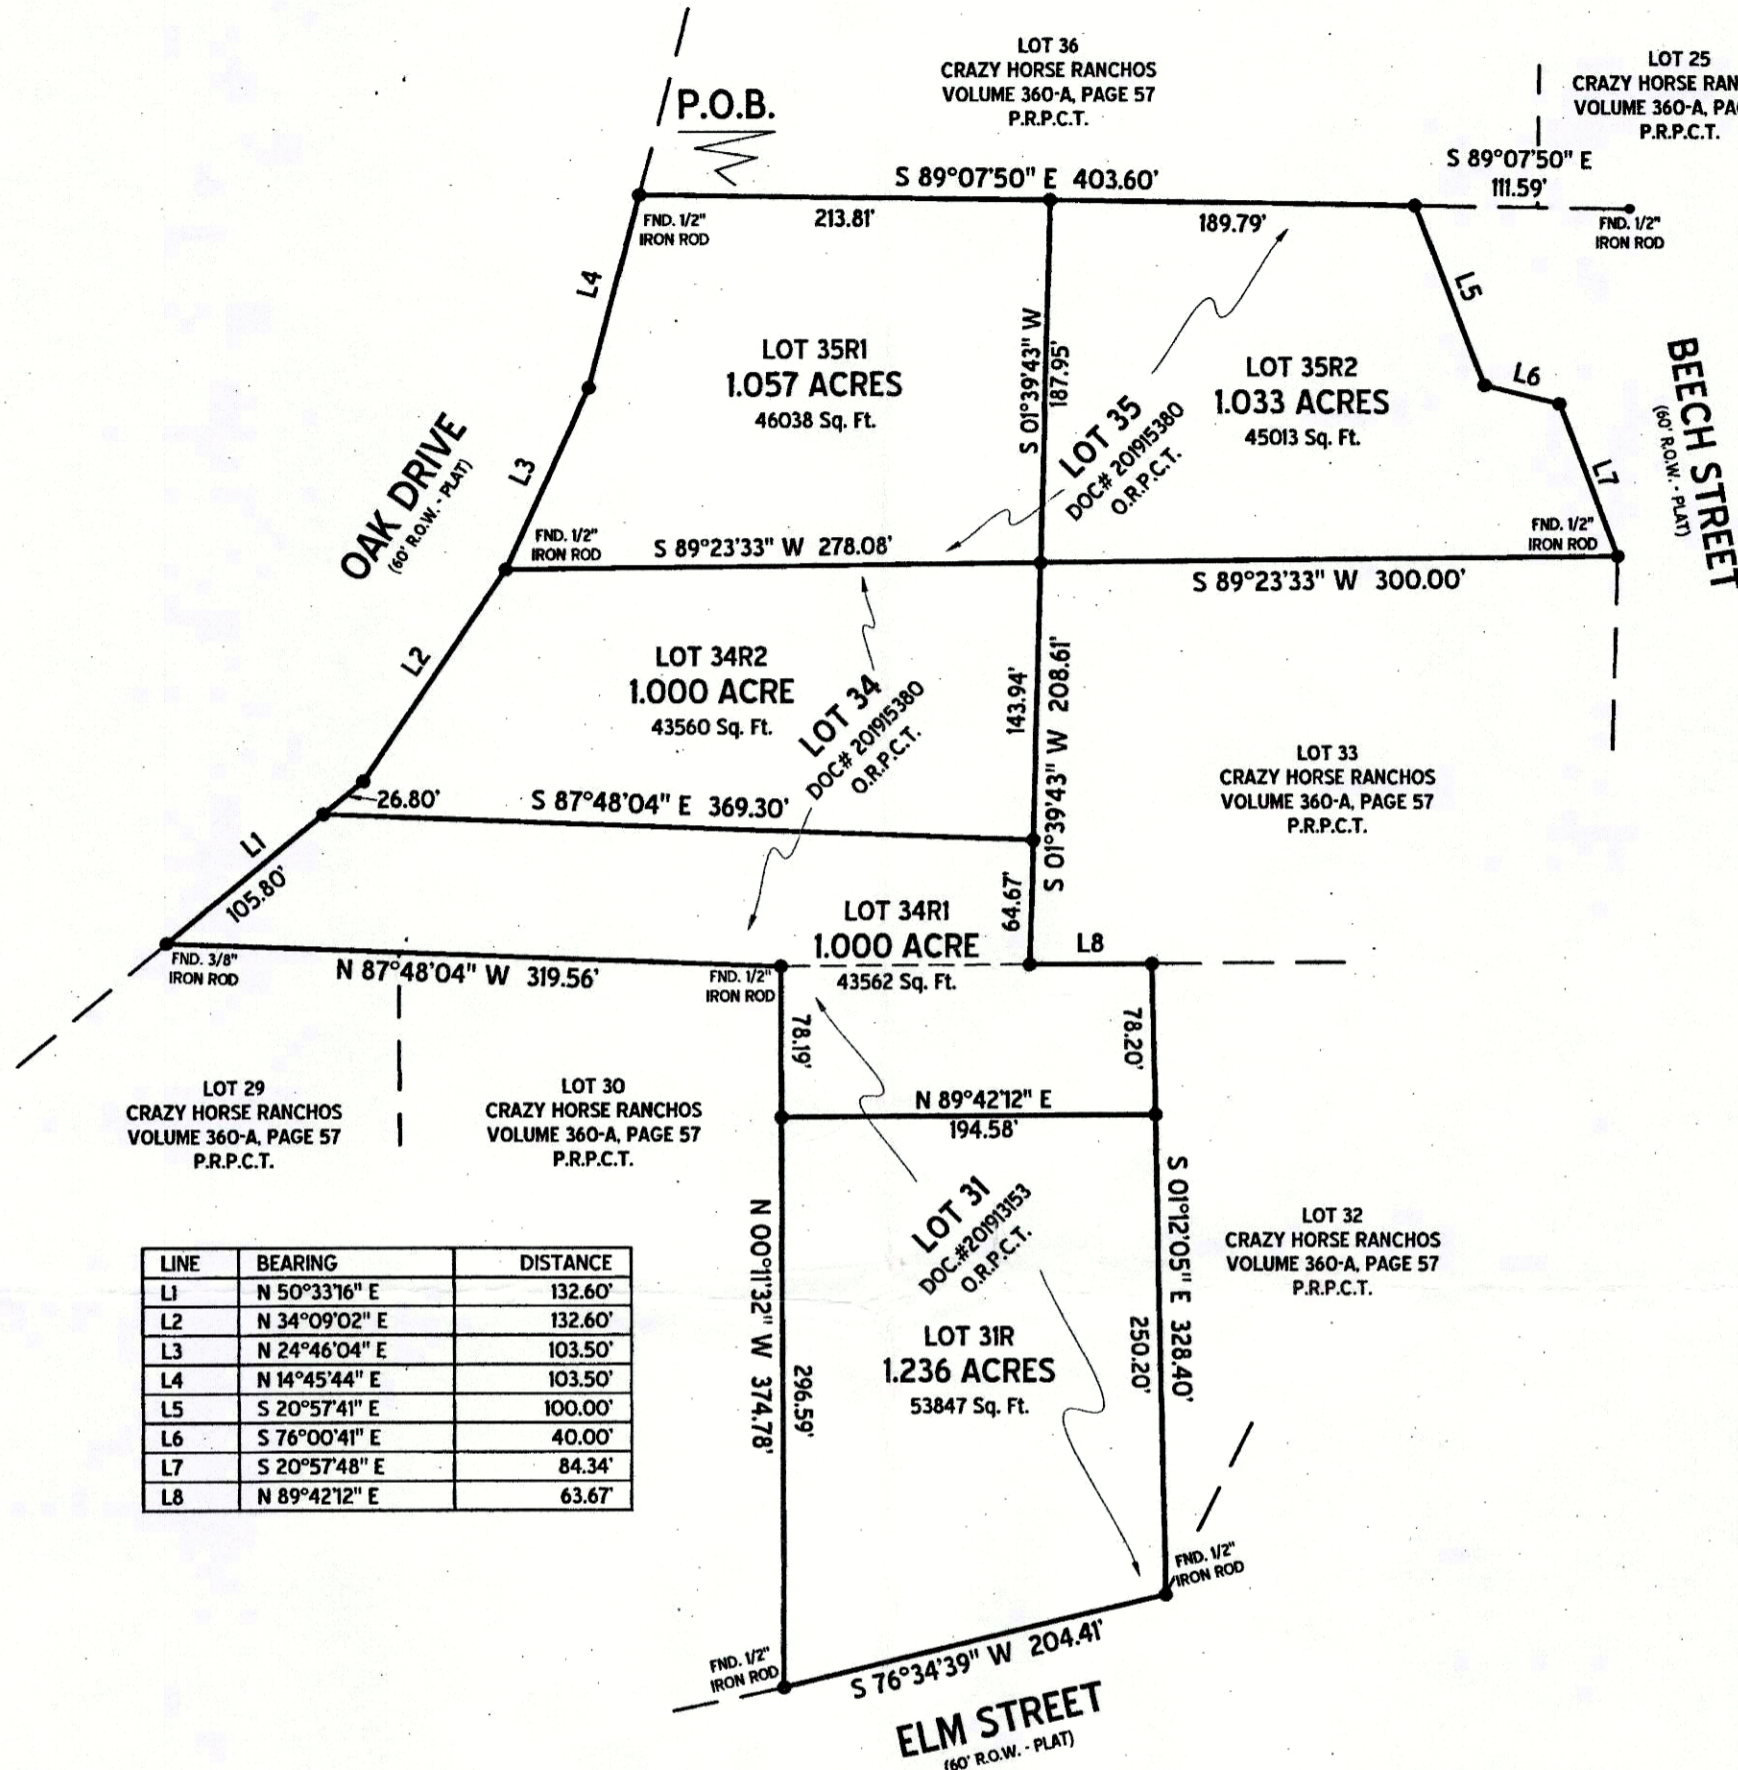 LOT 36
CRAZY HORSE RANCHOS
VOLUME 360-A, PAGE 57
P.R.P.C.T.
LOT 25
CRAZY HORSE RAN
VOLUME 360-A, PA
P.R.P.C.T.
P.O.B.
S 89°07'50" E 403.60'
213.81'
189.79'
S 89°07'50" E
111.59'
FND. 1/2"
IRON ROD
FND. 1/2"
IRON ROD
L4
L5
L6
L7
L3
LOT 35R1
1.057 ACRES
46038 Sq. Ft.
S 01°39'43" W
187.95'
LOT 35R2
1.033 ACRES
45013 Sq. Ft.
LOT 35
DOC# 201915380
O.R.P.C.T.
BEECH STREET
(60' R.O.W. - PLAT)
OAK DRIVE
(60' R.O.W. - PLAT)
FND. 1/2"
IRON ROD
S 89°23'33" W 278.08'
FND. 1/2"
IRON ROD
S 89°23'33" W 300.00'
L2
LOT 34R2
1.000 ACRE
43560 Sq. Ft.
LOT 34
DOC# 201915380
O.R.P.C.T.
143.94'
S 01°39'43" W 208.61'
LOT 33
CRAZY HORSE RANCHOS
VOLUME 360-A, PAGE 57
P.R.P.C.T.
26.80'
S 87°48'04" E 369.30'
L1
105.80'
64.67'
LOT 34R1
1.000 ACRE
43562 Sq. Ft.
L8
FND. 3/8"
IRON ROD
N 87°48'04" W 319.56'
FND. 1/2"
IRON ROD
78.19'
78.20'
LOT 29
CRAZY HORSE RANCHOS
VOLUME 360-A, PAGE 57
P.R.P.C.T.
LOT 30
CRAZY HORSE RANCHOS
VOLUME 360-A, PAGE 57
P.R.P.C.T.
N 89°42'12" E
194.58'
LOT 31
DOC.#201913153
O.R.P.C.T.
N 00°11'32" W 374.78'
296.59'
S 01°12'05" E 328.40'
250.20'
LOT 32
CRAZY HORSE RANCHOS
VOLUME 360-A, PAGE 57
P.R.P.C.T.
LOT 31R
1.236 ACRES
53847 Sq. Ft.
LINE BEARING DISTANCE
L1 N 50°33'16" E 132.60'
L2 N 34°09'02" E 132.60'
L3 N 24°46'04" E 103.50'
L4 N 14°45'44" E 103.50'
L5 S 20°57'41" E 100.00'
L6 S 76°00'41" E 40.00'
L7 S 20°57'48" E 84.34'
L8 N 89°42'12" E 63.67'
FND. 1/2"
IRON ROD
FND. 1/2"
IRON ROD
S 76°34'39" W 204.41'
ELM STREET
(60' R.O.W. - PLAT)